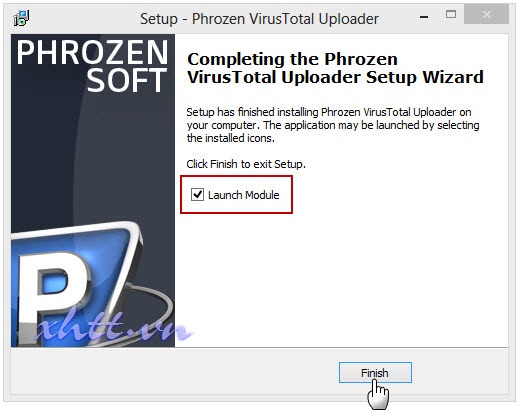 Setup - Phrozen VirusTotal Uploader
PHROZEN
SOFT
Completing the Phrozen
VirusTotal Uploader Setup Wizard
Setup has finished installing Phrozen VirusTotal Uploader on
your computer. The application may be launched by selecting
the installed icons.
Click Finish to exit Setup.
Launch Module
P
xhtt.vn
Finish